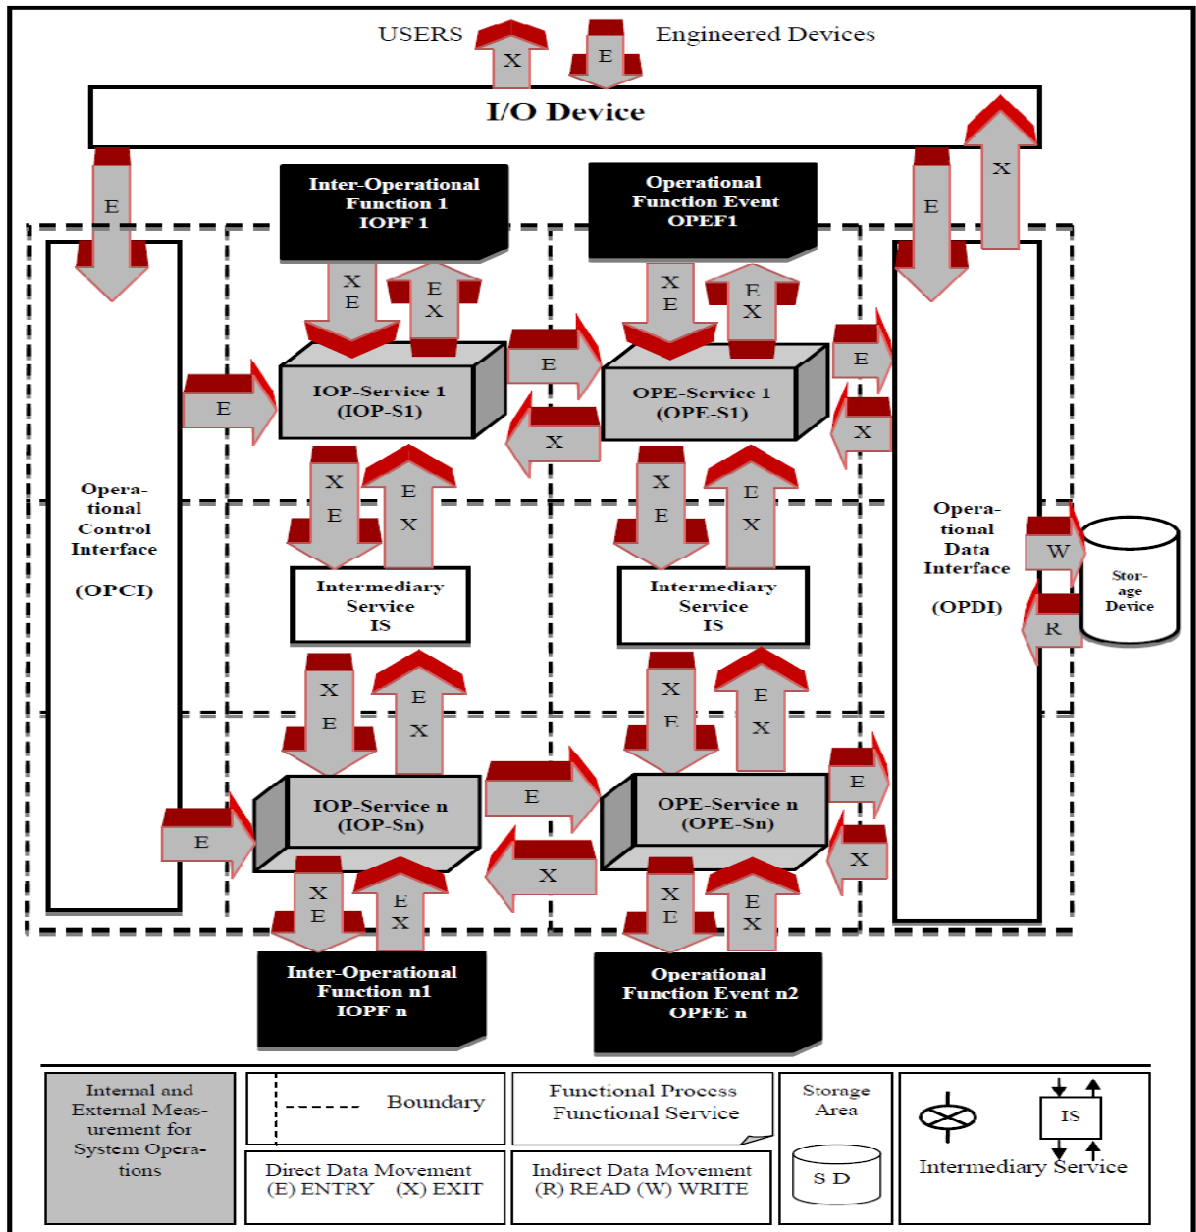 USERS
Engineered Devices
X
E
I/O Device
E
E
X
Inter-Operational
Function 1
IOPF 1
Operational
Function Event
OPEF1
X
E
E
X
X
E
E
X
E
E
X
E
X
IOP-Service 1
(IOP-S1)
OPE-Service 1
(OPE-S1)
E
X
E
X
E
X
E
X
Opera-
tional
Control
Interface
(OPCI)
Opera-
tional
Data
Interface
(OPDI)
W
R
Stor-
age
Device
Intermediary
Service
IS
Intermediary
Service
IS
X
E
E
X
X
E
E
X
E
E
X
E
X
IOP-Service n
(IOP-Sn)
OPE-Service n
(OPE-Sn)
X
E
E
X
X
E
E
X
Inter-Operational
Function n1
IOPF n
Operational
Function Event n2
OPFE n
Internal and
External Meas-
urement for
System Opera-
tions
Boundary
Direct Data Movement
(E) ENTRY (X) EXIT
Functional Process
Functional Service
Indirect Data Movement
(R) READ (W) WRITE
Storage
Area
S D
IS
Intermediary Service